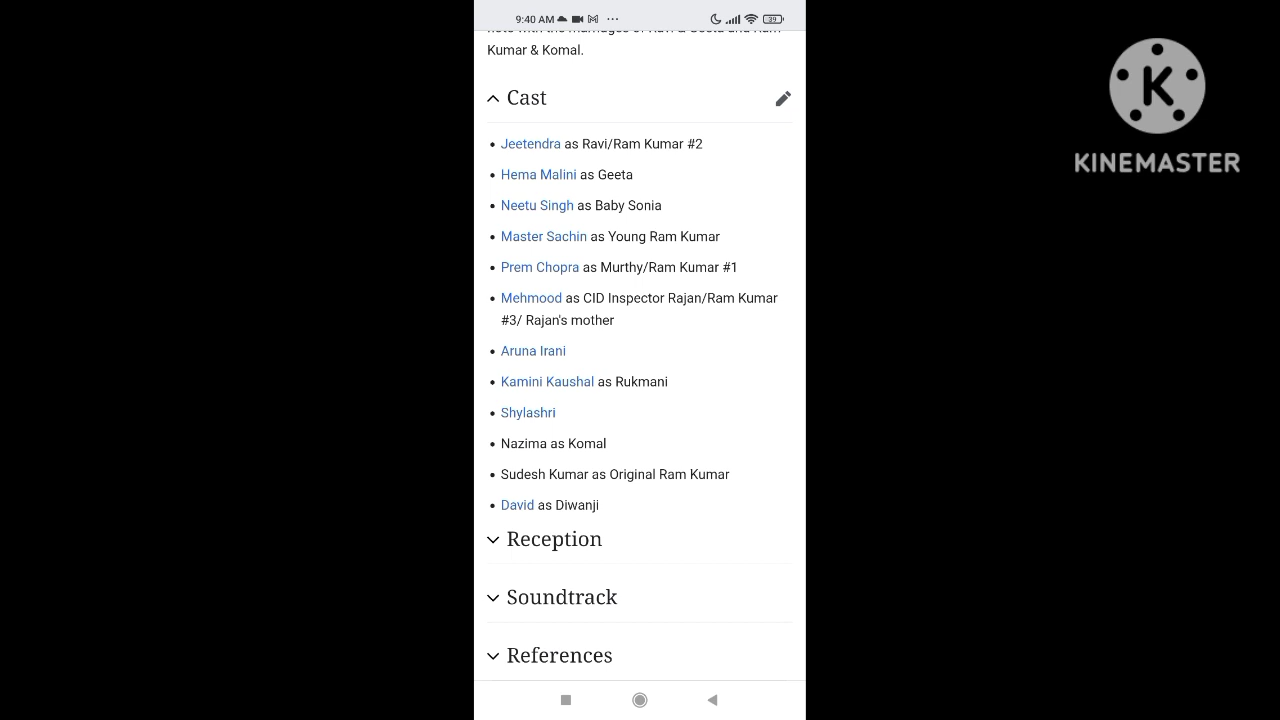 9:40 AM
39
Kumar & Komal.
Cast
Jeetendra as Ravi/Ram Kumar #2
Hema Malini as Geeta
Neetu Singh as Baby Sonia
Master Sachin as Young Ram Kumar
Prem Chopra as Murthy/Ram Kumar #1
Mehmood as CID Inspector Rajan/Ram Kumar
#3/ Rajan's mother
Aruna Irani
Kamini Kaushal as Rukmani
Shylashri
Nazima as Komal
Sudesh Kumar as Original Ram Kumar
David as Diwanji
Reception
Soundtrack
References
K
KINEMASTER